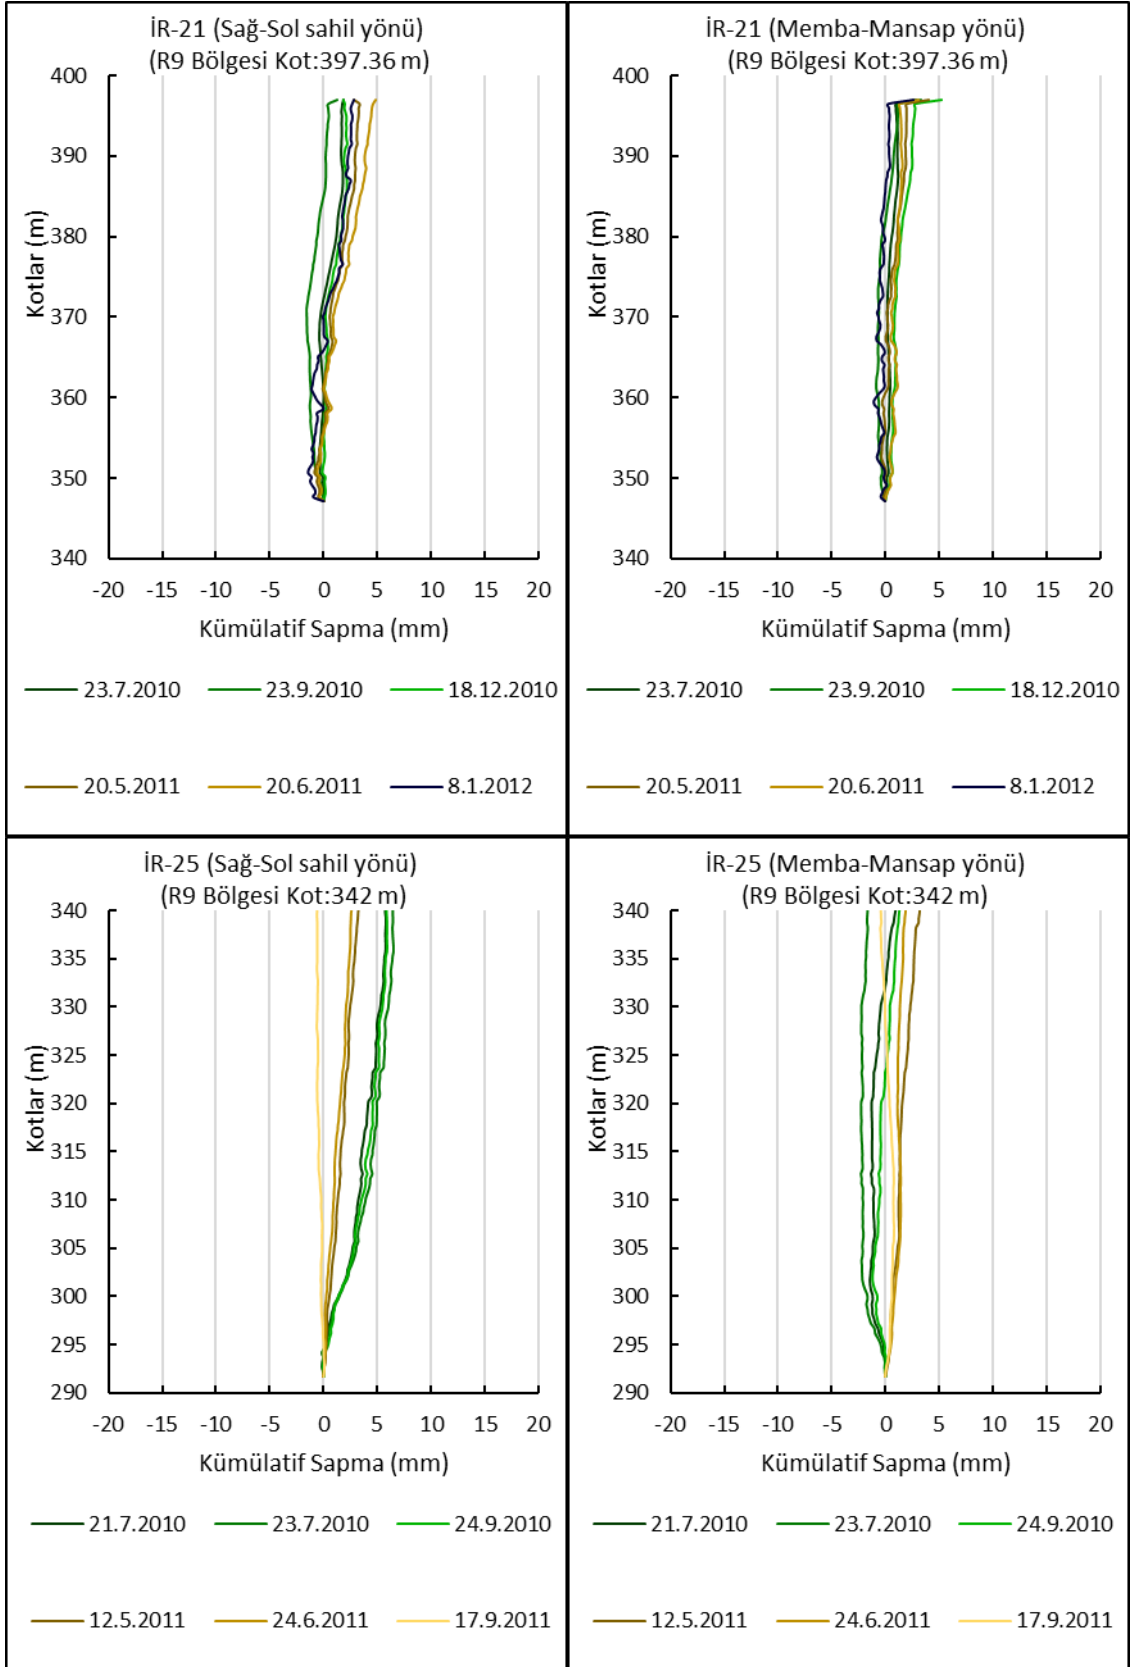 İR-21 (Sağ-Sol sahil yönü)
(R9 Bölgesi Kot:397.36 m)
400
390
380
370
360
350
340
Kotlar (m)
-20 -15 -10 -5 0 5 10 15 20
Kümülatif Sapma (mm)
23.7.2010 23.9.2010 18.12.2010
20.5.2011 20.6.2011 8.1.2012
İR-21 (Memba-Mansap yönü)
(R9 Bölgesi Kot:397.36 m)
400
390
380
370
360
350
340
Kotlar (m)
-20 -15 -10 -5 0 5 10 15 20
Kümülatif Sapma (mm)
23.7.2010 23.9.2010 18.12.2010
20.5.2011 20.6.2011 8.1.2012
İR-25 (Sağ-Sol sahil yönü)
(R9 Bölgesi Kot:342 m)
340
335
330
325
320
315
310
305
300
295
290
Kotlar (m)
-20 -15 -10 -5 0 5 10 15 20
Kümülatif Sapma (mm)
21.7.2010 23.7.2010 24.9.2010
12.5.2011 24.6.2011 17.9.2011
İR-25 (Memba-Mansap yönü)
(R9 Bölgesi Kot:342 m)
340
335
330
325
320
315
310
305
300
295
290
Kotlar (m)
-20 -15 -10 -5 0 5 10 15 20
Kümülatif Sapma (mm)
21.7.2010 23.7.2010 24.9.2010
12.5.2011 24.6.2011 17.9.2011